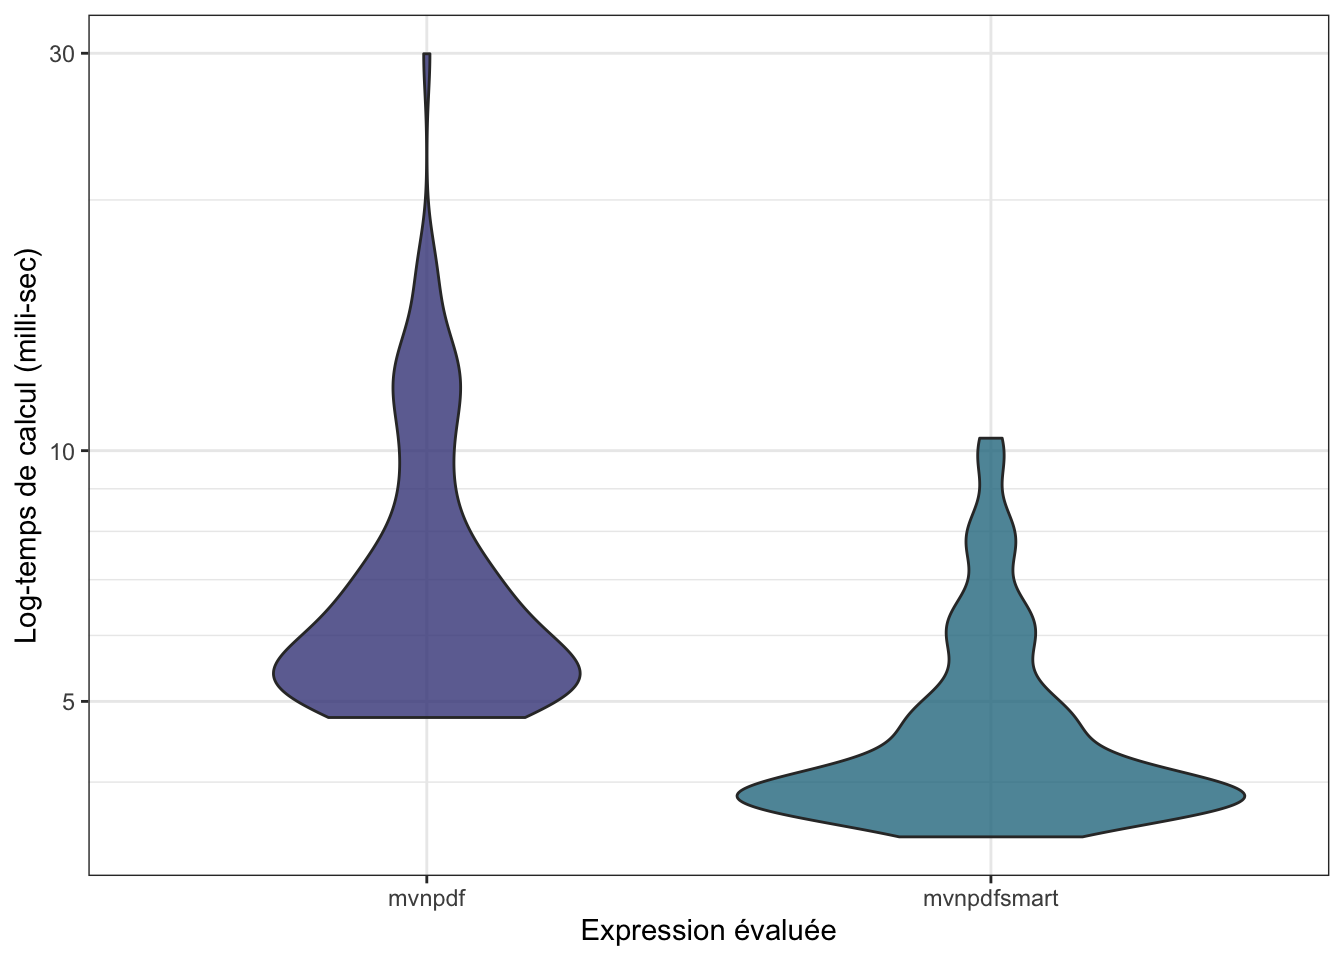 30
10
5
Log-temps de calcul (milli-sec)
mvnpdf
mvnpdfsmart
Expression évaluée